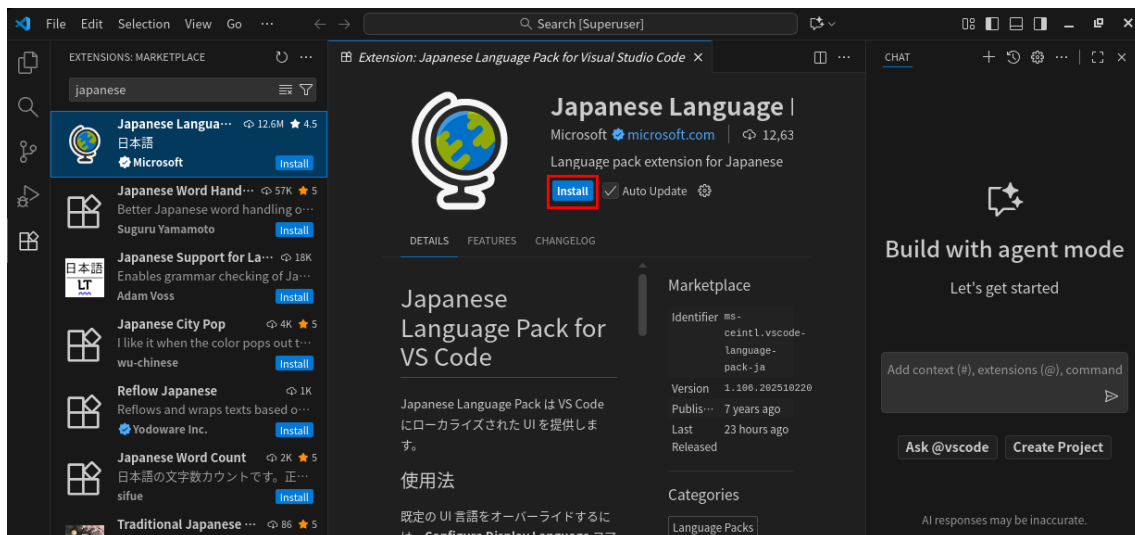 File Edit Selection View Go ···
Search [Superuser]
EXTENSIONS: MARKETPLACE
japanese
Japanese Langua··· 12.6M ★ 4.5
日本語
Microsoft Install
Japanese Word Hand··· 57K ★ 5
Better Japanese word handling o···
Suguru Yamamoto Install
日本語
LT
Japanese Support for La··· 18K
Enables grammar checking of Ja···
Adam Voss Install
Japanese City Pop 4K ★ 5
I like it when the color pops out t···
wu-chinese Install
Reflow Japanese 1K
Reflows and wraps texts based o···
Yodoware Inc. Install
Japanese Word Count 2K ★ 5
日本語の文字数カウントです。正···
sifue Install
Traditional Japanese ··· 86 ★ 5
Extension: Japanese Language Pack for Visual Studio Code
Japanese Language
Microsoft microsoft.com 12,63
Language pack extension for Japanese
Install Auto Update
DETAILS FEATURES CHANGELOG
Japanese
Language Pack for
VS Code
Japanese Language Pack は VS Code
にローカライズされた UI を提供しま
す。
使用法
既定の UI 言語をオーバーライドするに
は、Configure Display Language コマ
Marketplace
Identifier ms-
ceintl.vscode-
language-
pack-ja
Version 1.106.202510220
Publis··· 7 years ago
Last 23 hours ago
Released
Categories
Language Packs
CHAT
Build with agent mode
Let's get started
Add context (#), extensions (@), command
Ask @vscode Create Project
AI responses may be inaccurate.